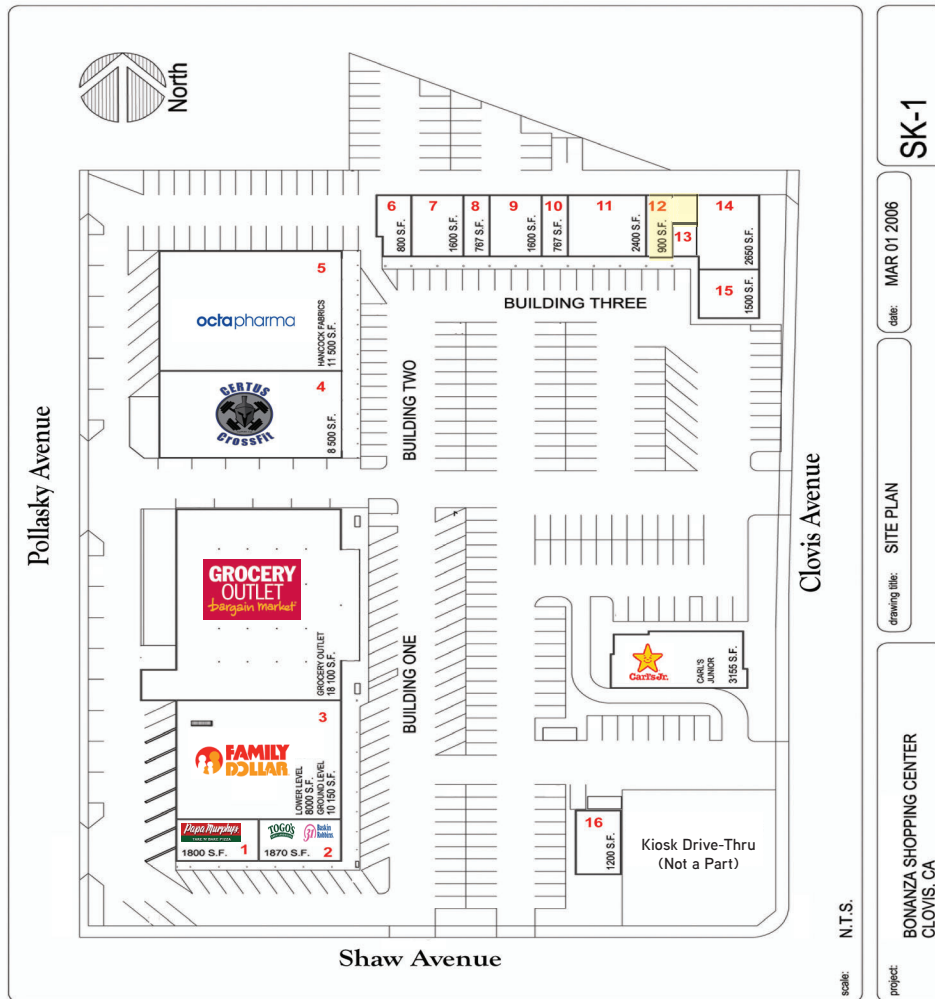 North
SK-1
date: MAR 01 2006
drawing title: SITE PLAN
project: BONANZA SHOPPING CENTER
CLOVIS, CA
scale: N.T.S.
Pollasky Avenue
Clovis Avenue
Shaw Avenue
6
800 S.F.
7
1600 S.F.
8
767 S.F.
9
1600 S.F.
10
767 S.F.
11
2400 S.F.
12
900 S.F.
13
14
2650 S.F.
15
1500 S.F.
BUILDING THREE
5
octapharma
HANCOCK FABRICS
11 500 S.F.
4
CERTUS
CrossFit
8 500 S.F.
BUILDING TWO
GROCERY
OUTLET
bargain market
GROCERY OUTLET
18 100 S.F.
BUILDING ONE
3
FAMILY
DOLLAR
LOWER LEVEL
8000 S.F.
GROUND LEVEL
10 150 S.F.
Papa Murphy's
TAKE 'N' BAKE PIZZA
1800 S.F.
1
TOGO'S
Baskin
Robbins
1870 S.F.
2
Carl's Jr.
CARL'S
JUNIOR
3155 S.F.
16
1200 S.F.
Kiosk Drive-Thru
(Not a Part)